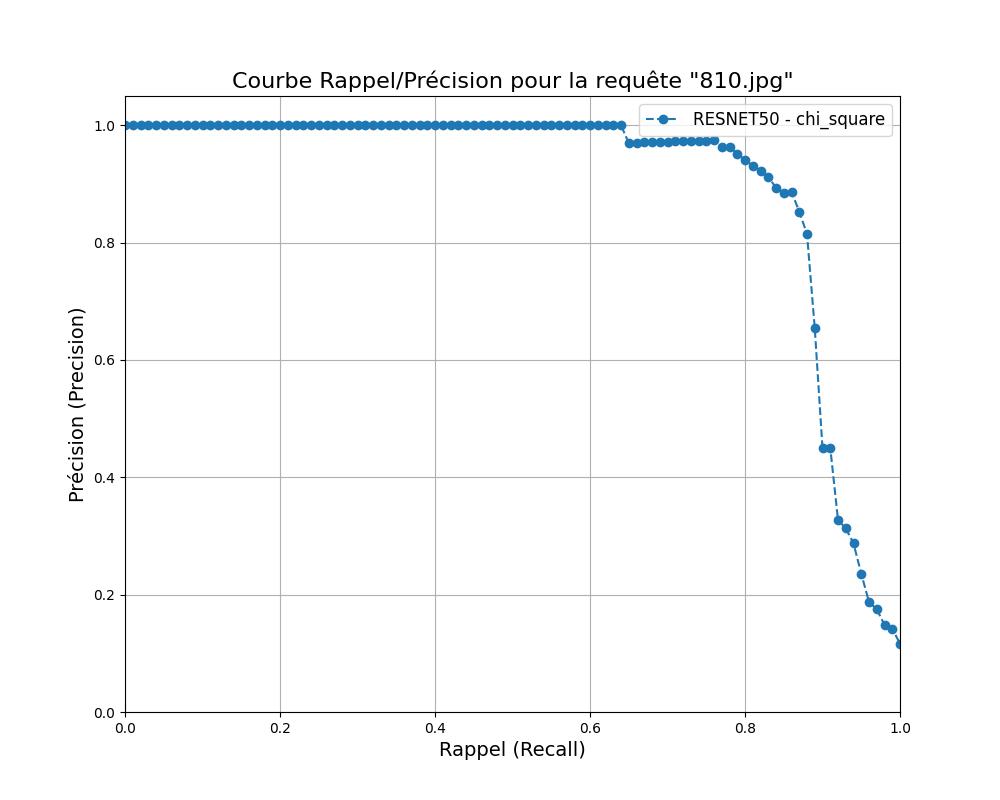 Courbe Rappel/Précision pour la requête "810.jpg"
RESNET50 - chi_square
Précision (Precision)
1.0
0.8
0.6
0.4
0.2
0.0
0.0 0.2 0.4 0.6 0.8 1.0
Rappel (Recall)